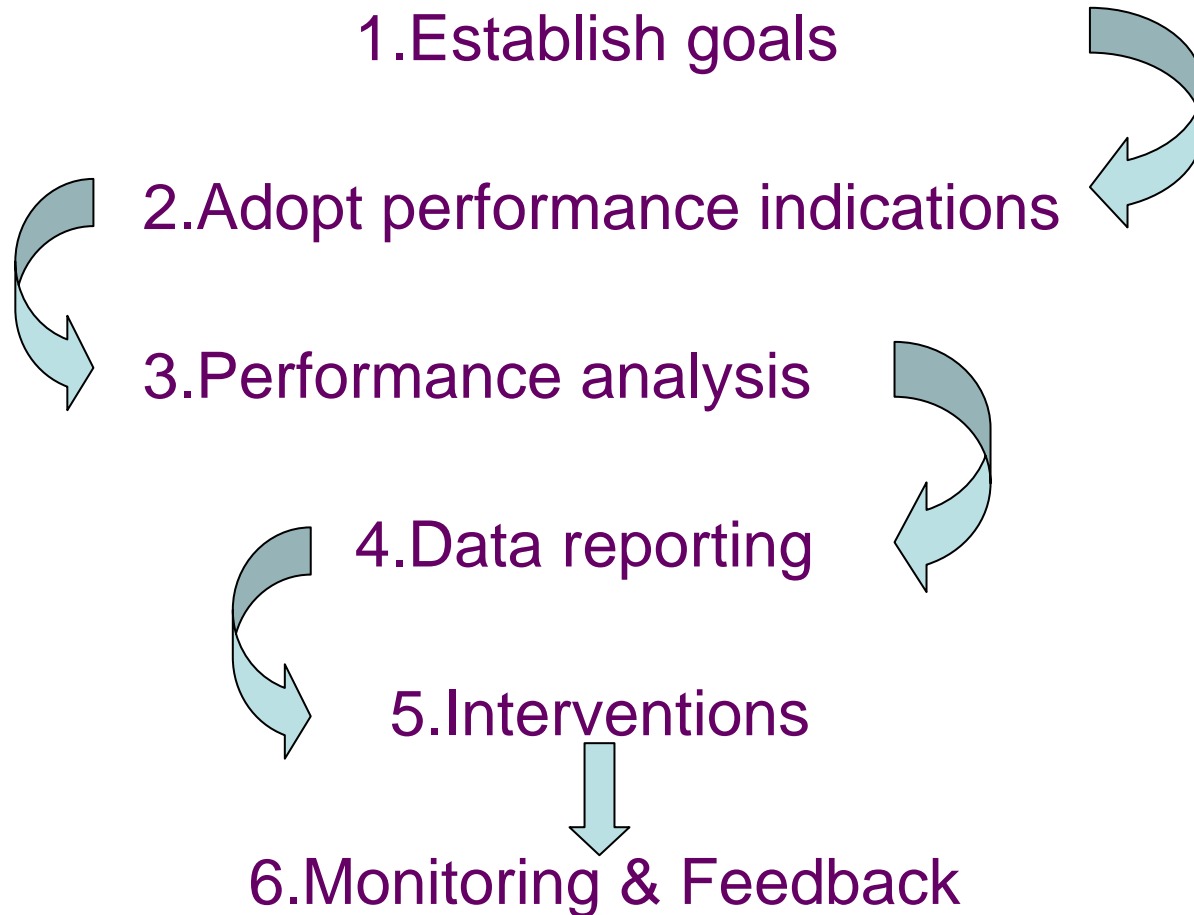 1.Establish goals
2.Adopt performance indications
3.Performance analysis
4.Data reporting
5.Interventions
6.Monitoring & Feedback